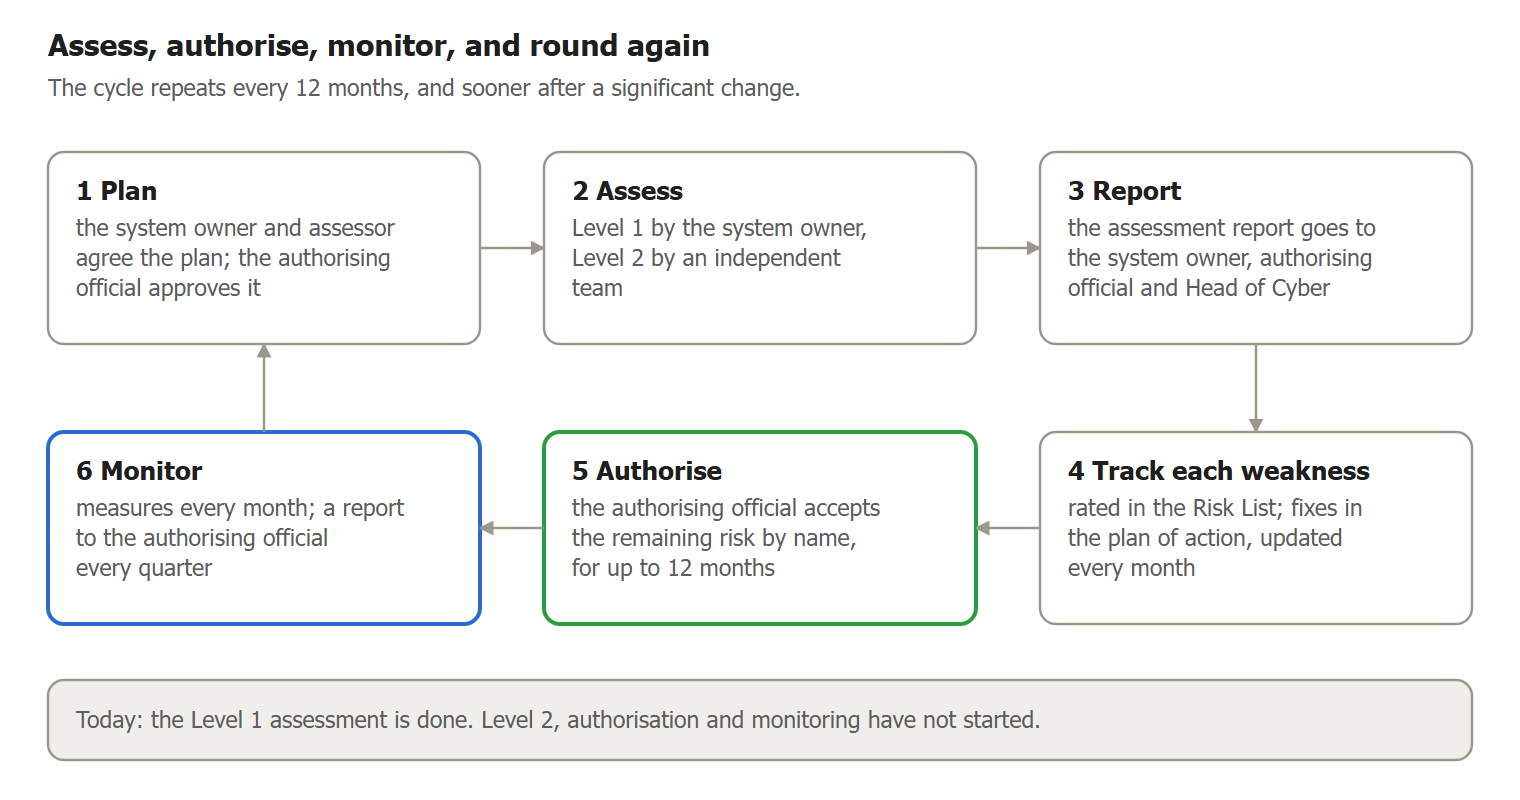 Assess, authorise, monitor, and round again
The cycle repeats every 12 months, and sooner after a significant change.
1 Plan
the system owner and assessor
agree the plan; the authorising
official approves it
2 Assess
Level 1 by the system owner,
Level 2 by an independent
team
3 Report
the assessment report goes to
the system owner, authorising
official and Head of Cyber
4 Track each weakness
rated in the Risk List; fixes in
the plan of action, updated
every month
5 Authorise
the authorising official accepts
the remaining risk by name,
for up to 12 months
6 Monitor
measures every month; a report
to the authorising official
every quarter
Today: the Level 1 assessment is done. Level 2, authorisation and monitoring have not started.